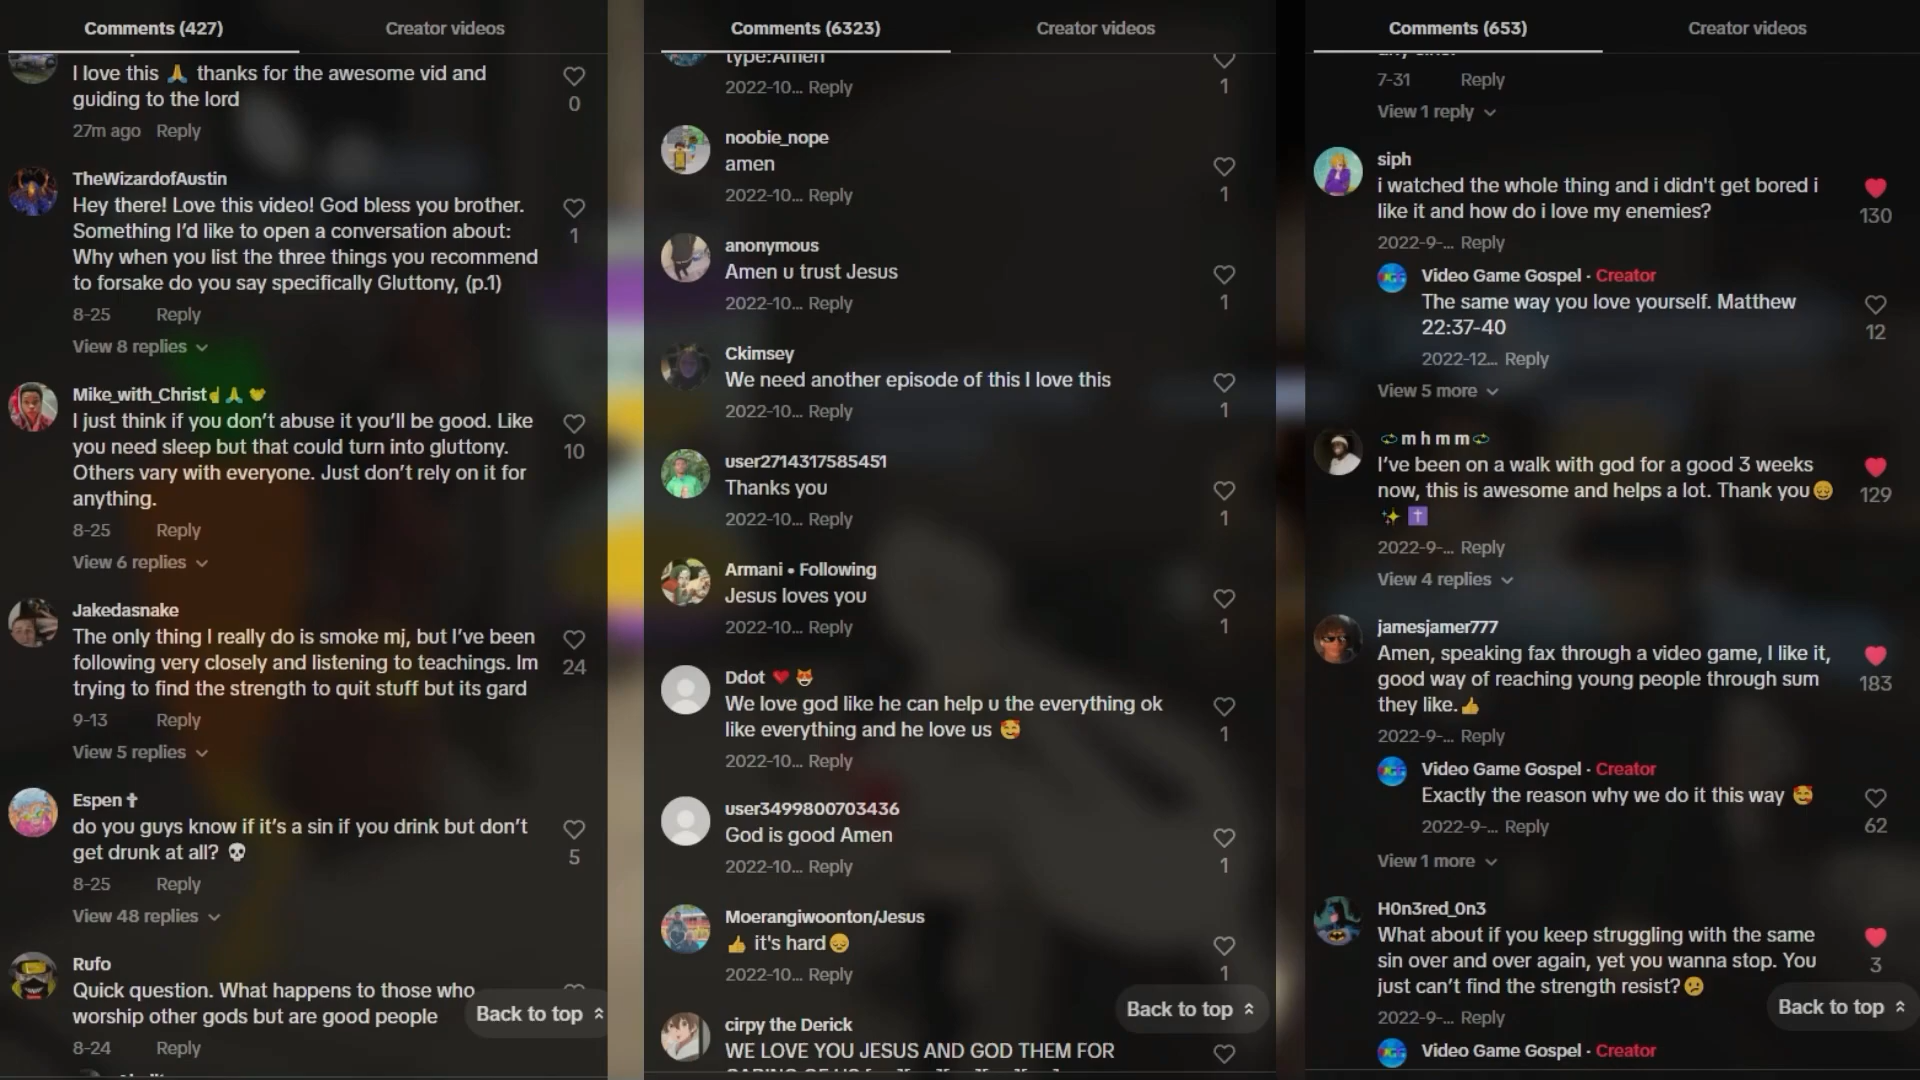 Comments (427)
Creator videos
I love this 🙏 thanks for the awesome vid and
guiding to the lord
0
27m ago Reply
TheWizardofAustin
Hey there! Love this video! God bless you brother.
Something I'd like to open a conversation about:
Why when you list the three things you recommend
to forsake do you say specifically Gluttony, (p.1)
1
8-25 Reply
View 8 replies
Mike_with_Christ☝️🙏
I just think if you don't abuse it you'll be good. Like
you need sleep but that could turn into gluttony.
Others vary with everyone. Just don't rely on it for
anything.
10
8-25 Reply
View 6 replies
Jakedasnake
The only thing I really do is smoke mj, but I've been
following very closely and listening to teachings. Im
trying to find the strength to quit stuff but its gard
24
9-13 Reply
View 5 replies
Espen ✝
do you guys know if it's a sin if you drink but don't
get drunk at all? 💀
5
8-25 Reply
View 48 replies
Rufo
Quick question. What happens to those who
worship other gods but are good people
8-24 Reply
Back to top
Comments (6323)
Creator videos
type:Amen
2022-10... Reply
1
noobie_nope
amen
2022-10... Reply
1
anonymous
Amen u trust Jesus
2022-10... Reply
1
Ckimsey
We need another episode of this I love this
2022-10... Reply
1
user2714317585451
Thanks you
2022-10... Reply
1
Armani • Following
Jesus loves you
2022-10... Reply
1
Ddot ❤️ 😻
We love god like he can help u the everything ok
like everything and he love us 🥰
2022-10... Reply
1
user3499800703436
God is good Amen
2022-10... Reply
1
Moerangiwoonton/Jesus
👍 it's hard😔
2022-10... Reply
1
Back to top
cirpy the Derick
WE LOVE YOU JESUS AND GOD THEM FOR
Comments (653)
Creator videos
7-31 Reply
View 1 reply
siph
i watched the whole thing and i didn't get bored i
like it and how do i love my enemies?
130
2022-9-... Reply
Video Game Gospel · Creator
The same way you love yourself. Matthew
22:37-40
12
2022-12... Reply
View 5 more
💫m h m m💫
I've been on a walk with god for a good 3 weeks
now, this is awesome and helps a lot. Thank you😌
✨ ✝️
129
2022-9-... Reply
View 4 replies
jamesjamer777
Amen, speaking fax through a video game, I like it,
good way of reaching young people through sum
they like.👍
183
2022-9-... Reply
Video Game Gospel · Creator
Exactly the reason why we do it this way 🥰
62
2022-9-... Reply
View 1 more
H0n3red_0n3
What about if you keep struggling with the same
sin over and over again, yet you wanna stop. You
just can't find the strength resist?😕
3
2022-9-... Reply
Back to top
Video Game Gospel · Creator